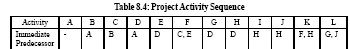 Table 8.4: Project Activity Sequence
Activity A B C D E F G H I J K L
Immediate - A B A D C, E D D H H F, H G, J
Predecessor